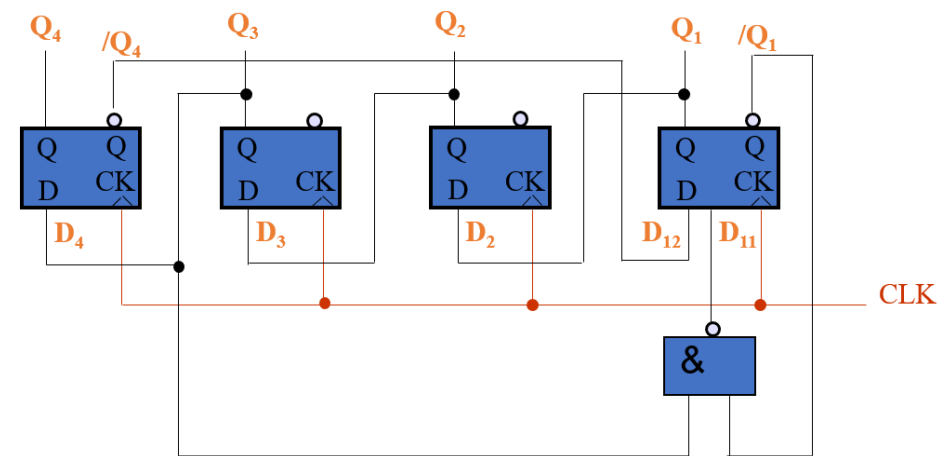 Q₄ /Q₄ Q₃ Q₂ Q₁ /Q₁
Q Q Q Q Q Q
D CK D CK D CK D CK
D₄ D₃ D₂ D₁₂ D₁₁
CLK
&